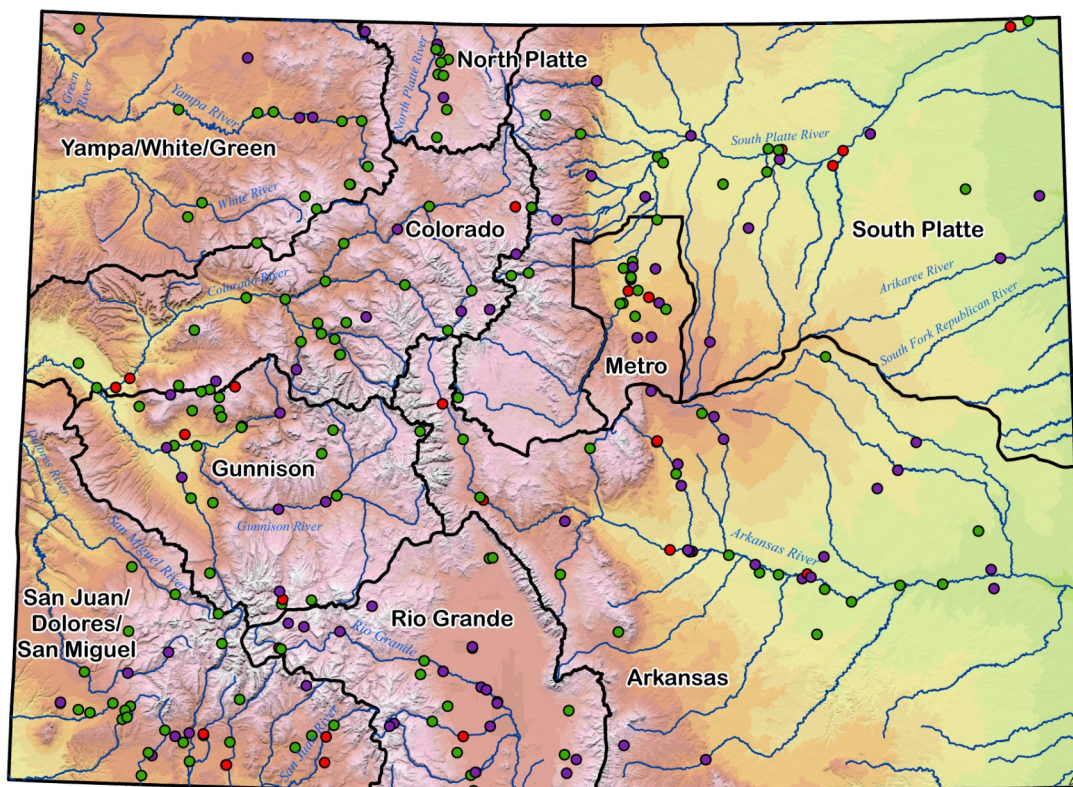 North Platte
North Platte River
Green
River
Yampa River
South Platte River
Yampa/White/Green
White River
Colorado
South Platte
Colorado River
Arikaree River
South Fork Republican River
Metro
Dolores River
Gunnison
Gunnison River
San Miguel River
Arkansas River
San Juan/
Dolores/
San Miguel
Rio Grande
Rio Grande
Arkansas
San Juan River